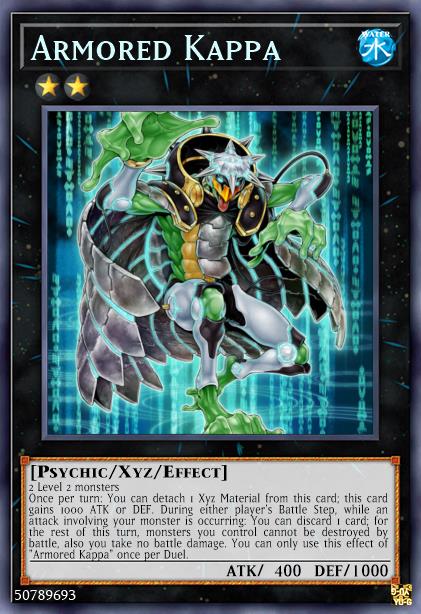 ARMORED KAPPA
WATER
水
[PSYCHIC/XYZ/EFFECT]
2 Level 2 monsters
Once per turn: You can detach 1 Xyz Material from this card; this card
gains 1000 ATK or DEF. During either player's Battle Step, while an
attack involving your monster is occurring: You can discard 1 card; for
the rest of this turn, monsters you control cannot be destroyed by
battle, also you take no battle damage. You can only use this effect of
"Armored Kappa" once per Duel.
ATK/ 400 DEF/1000
50789693